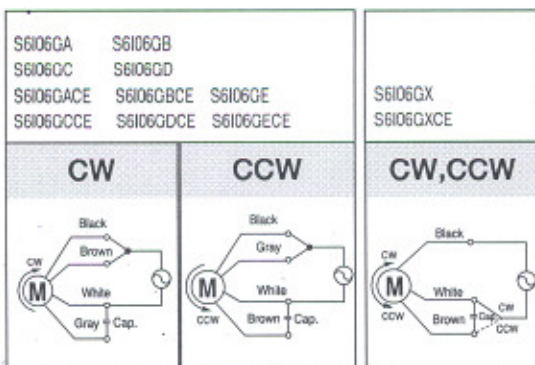 S6I06GA S6I06GB
S6I06GC S6I06GD
S6I06GACE S6I06GBCE S6I06GE
S6I06GCCE S6I06GDCE S6I06GECE
S6I06GX
S6I06GXCE
CW
CCW
CW,CCW
Black
Brown
CW
M
White
Gray Cap.
Black
Gray
M
White
CCW
Brown Cap.
Black
CW
M
White
CW
Brown Cap.
CCW
CCW